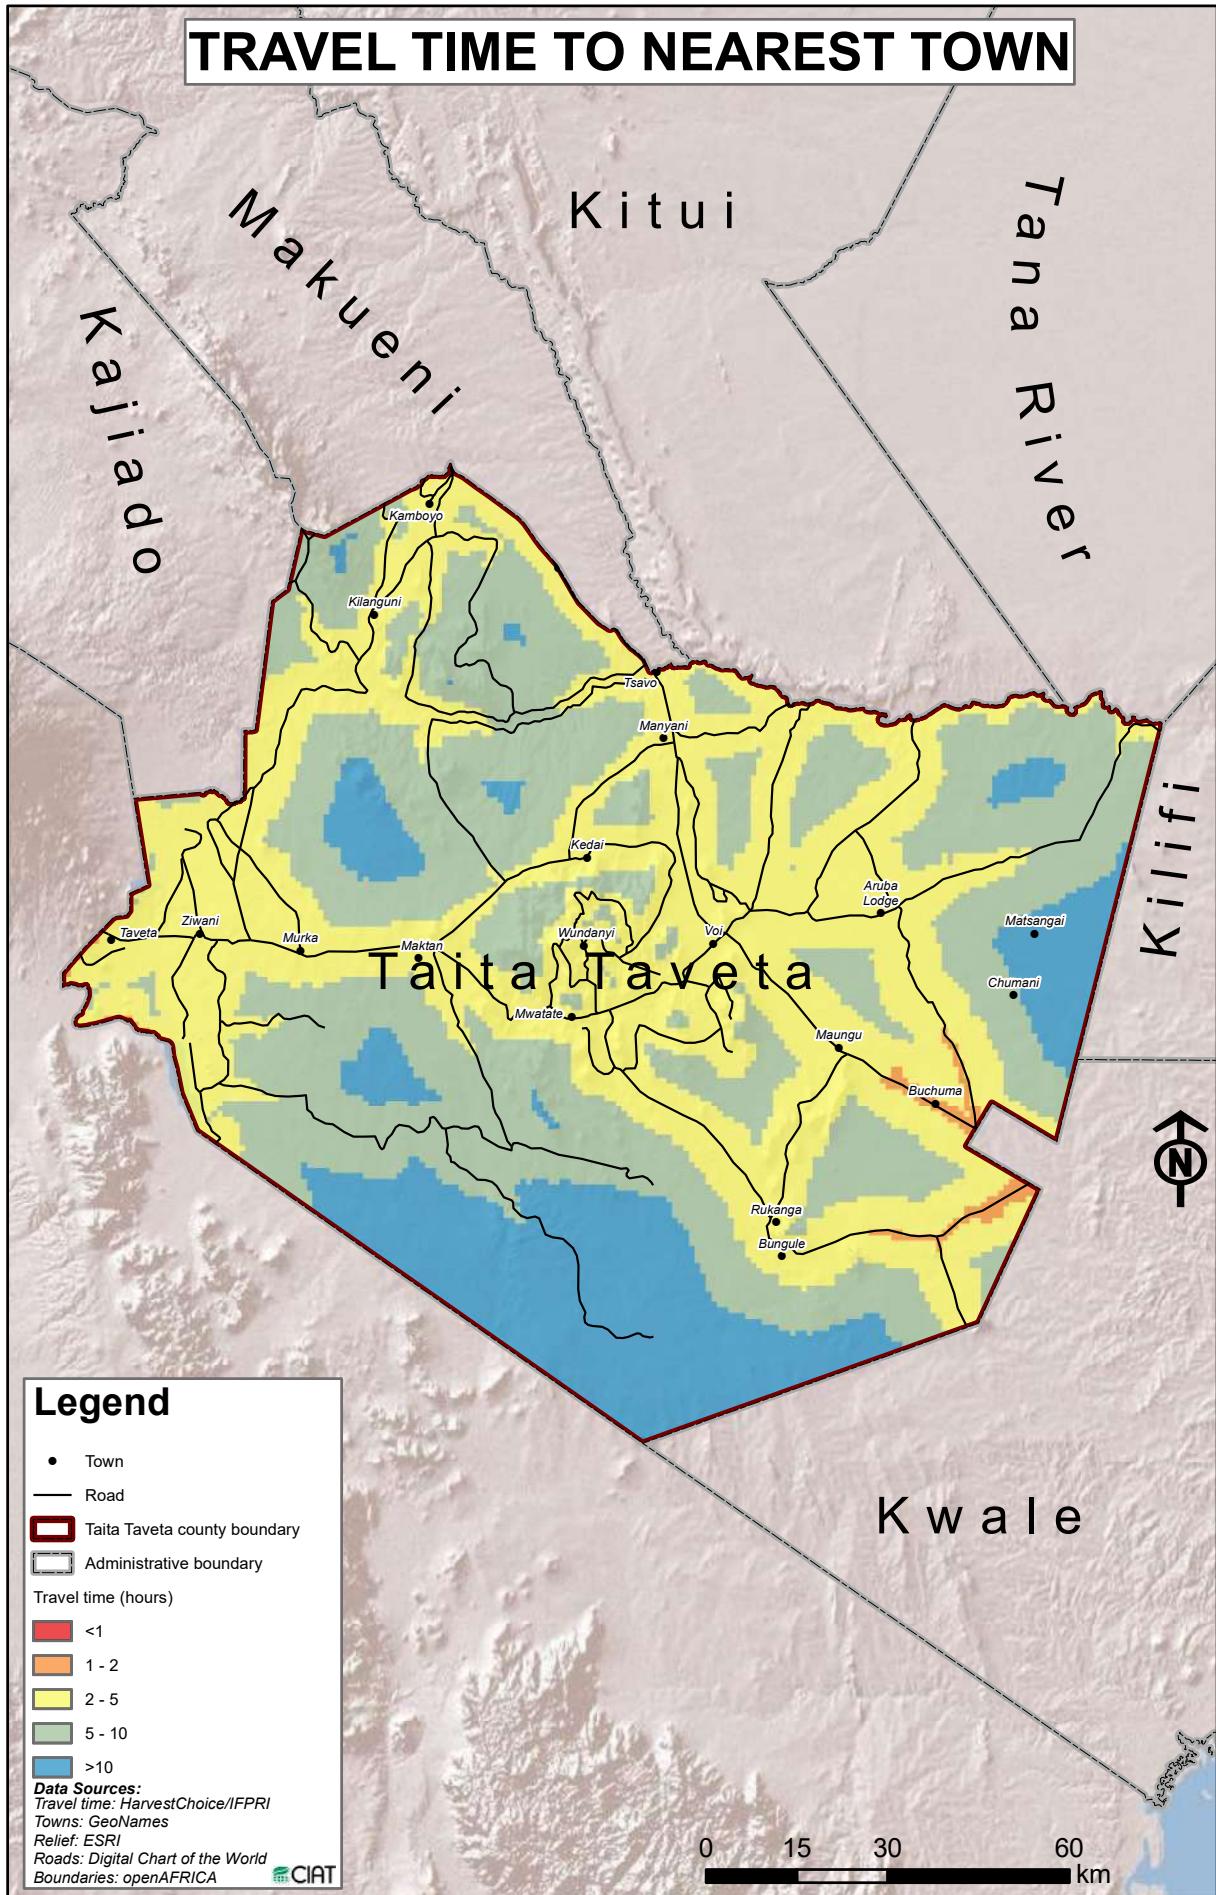 TRAVEL TIME TO NEAREST TOWN
Kitui
Tana River
Makueni
Kajiado
Kamboyo
Kilanguni
Tsavo
Manyani
Kilifi
Kedai
Aruba
Lodge
Matsangai
Taveta
Ziwani
Murka
Maktan
Wundanyi
Voi
Taita Taveta
Chumani
Mwatate
Maungu
Buchuma
N
Rukanga
Bungule
Kwale
Legend
Town
Road
Taita Taveta county boundary
Administrative boundary
Travel time (hours)
<1
1 - 2
2 - 5
5 - 10
>10
Data Sources:
Travel time: HarvestChoice/IFPRI
Towns: GeoNames
Relief: ESRI
Roads: Digital Chart of the World
Boundaries: openAFRICA
CIAT
0 15 30 60
km